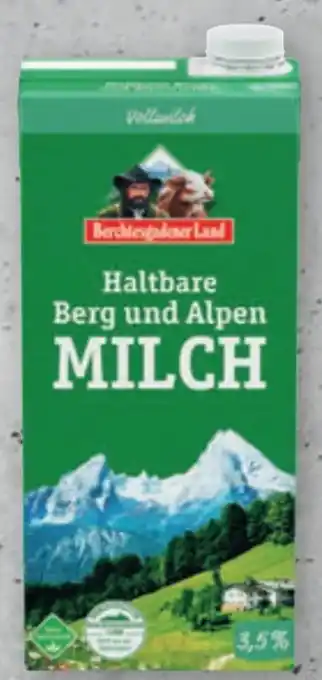 Vollmilch
Berchtesgadener Land
Haltbare
Berg und Alpen
MILCH
3,5%